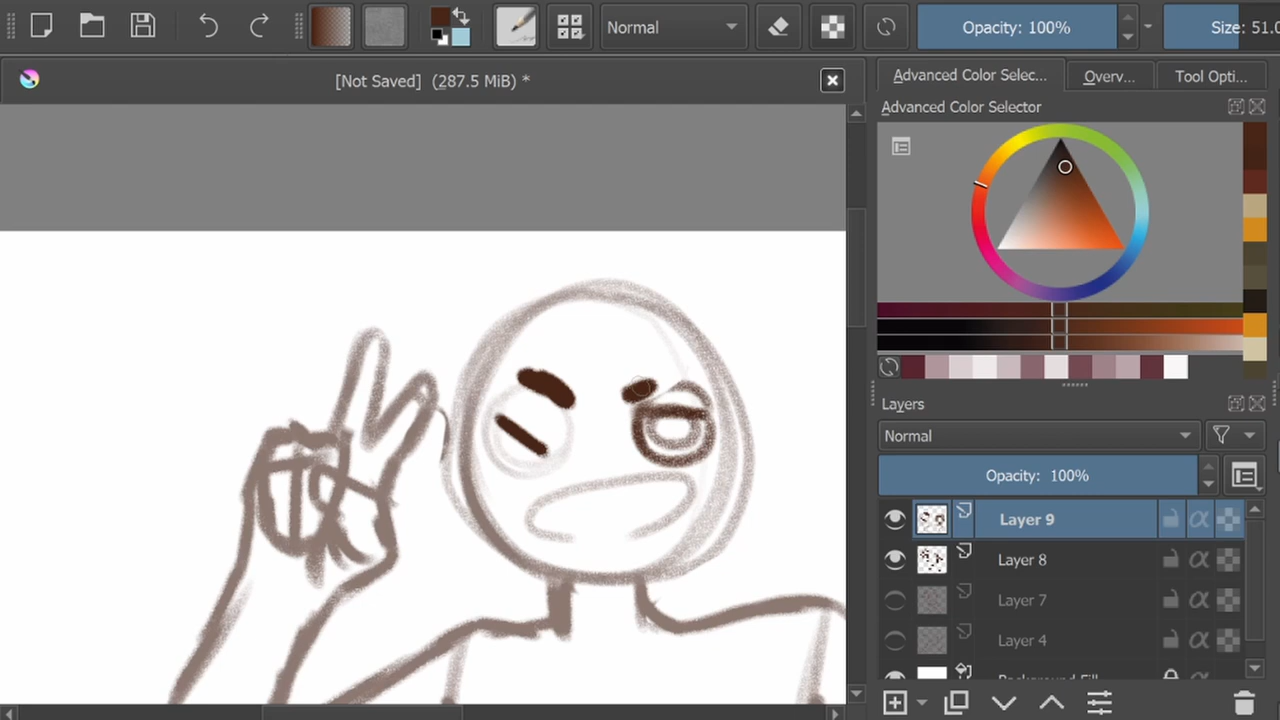 Normal
Opacity: 100%
Size: 51.0
[Not Saved] (287.5 MiB) *
Advanced Color Selec...
Overv...
Tool Opti...
Advanced Color Selector
Layers
Normal
Opacity: 100%
Layer 9
Layer 8
Layer 7
Layer 4
Background Fill